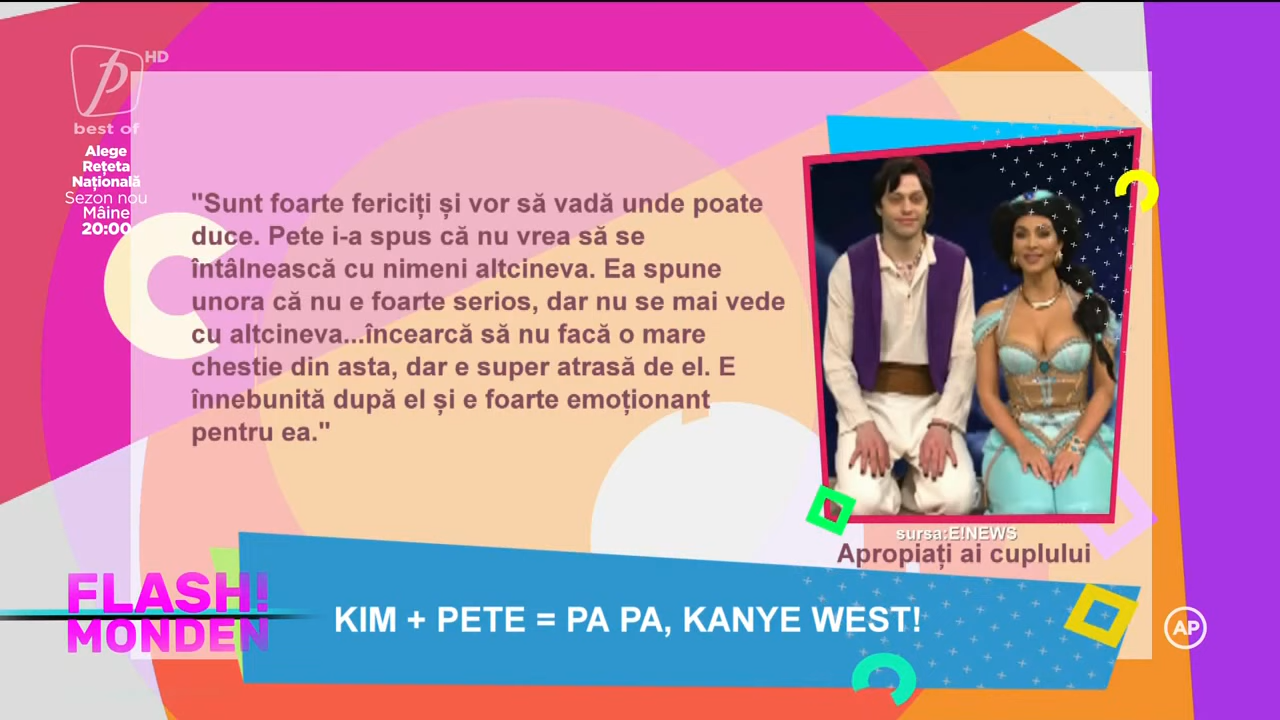 HD
p
best of
Alege
Rețeta
Națională
Sezon nou
Mâine
20:00
"Sunt foarte fericiți și vor să vadă unde poate
duce. Pete i-a spus că nu vrea să se
întâlnească cu nimeni altcineva. Ea spune
unora că nu e foarte serios, dar nu se mai vede
cu altcineva...încearcă să nu facă o mare
chestie din asta, dar e super atrasă de el. E
înnebunită după el și e foarte emoționant
pentru ea."
sursa:E!NEWS
Apropiați ai cuplului
FLASH!
MONDEN
KIM + PETE = PA PA, KANYE WEST!
AP